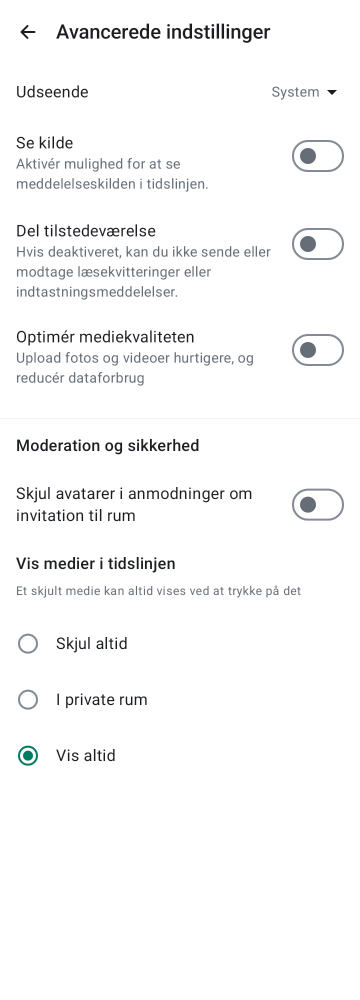 Avancerede indstillinger
Udseende
System
Se kilde
Aktivér mulighed for at se
meddelelseskilden i tidslinjen.
Del tilstedeværelse
Hvis deaktiveret, kan du ikke sende eller
modtage læsekvitteringer eller
indtastningsmeddelelser.
Optimér mediekvaliteten
Upload fotos og videoer hurtigere, og
reducér dataforbrug
Moderation og sikkerhed
Skjul avatarer i anmodninger om
invitation til rum
Vis medier i tidslinjen
Et skjult medie kan altid vises ved at trykke på det
Skjul altid
I private rum
Vis altid